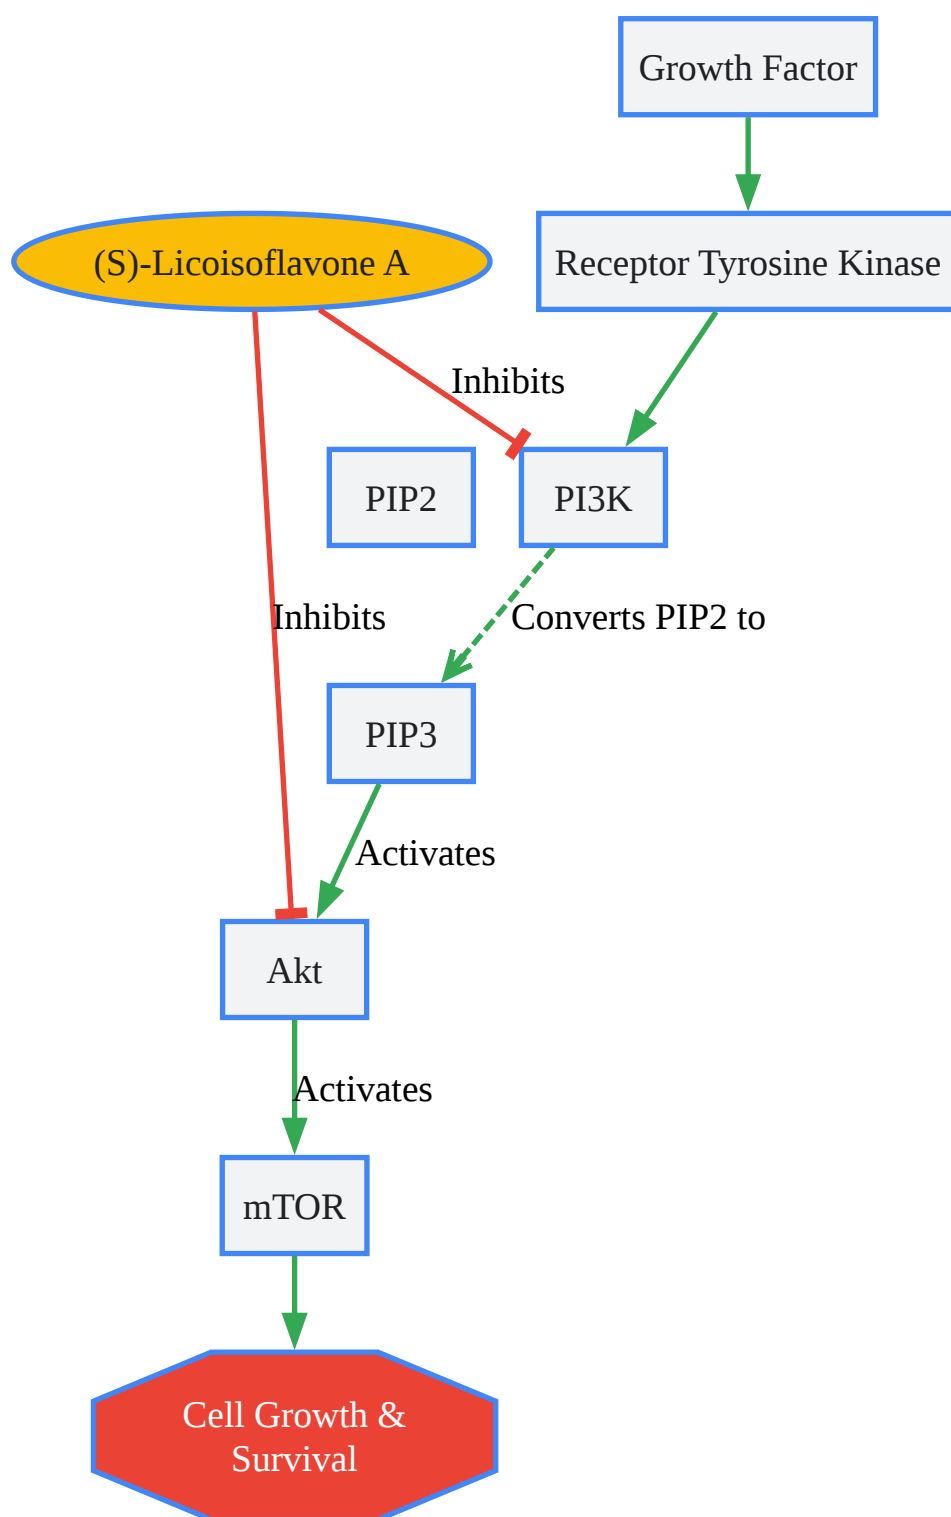 Growth Factor
(S)-Licoisoflavone A
Receptor Tyrosine Kinase
Inhibits
PIP2
PI3K
Inhibits
Converts PIP2 to
PIP3
Activates
Akt
Activates
mTOR
Cell Growth &
Survival